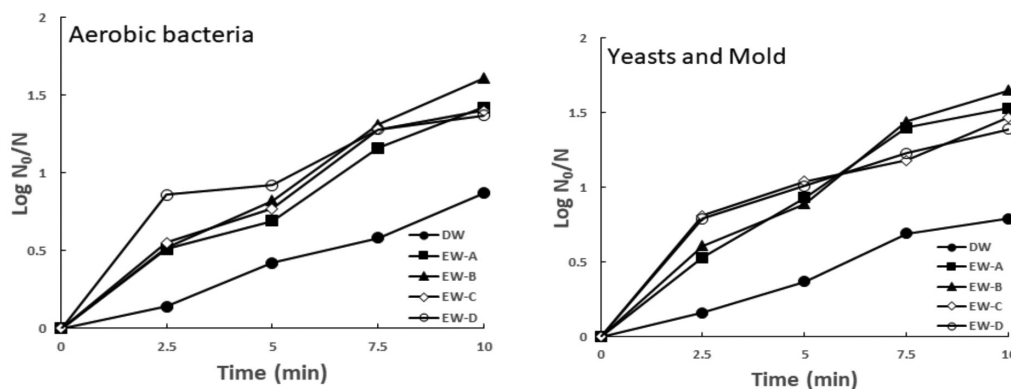 Aerobic bacteria
2
1.5
1
0.5
0
Log N₀/N
0
2.5
5
7.5
10
Time (min)
DW
EW-A
EW-B
EW-C
EW-D
Yeasts and Mold
2
1.5
1
0.5
0
Log N₀/N
0
2.5
5
7.5
10
Time (min)
DW
EW-A
EW-B
EW-C
EW-D